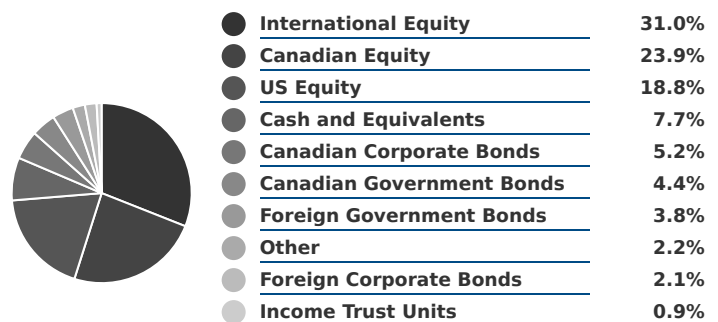 International Equity 31.0%
Canadian Equity 23.9%
US Equity 18.8%
Cash and Equivalents 7.7%
Canadian Corporate Bonds 5.2%
Canadian Government Bonds 4.4%
Foreign Government Bonds 3.8%
Other 2.2%
Foreign Corporate Bonds 2.1%
Income Trust Units 0.9%